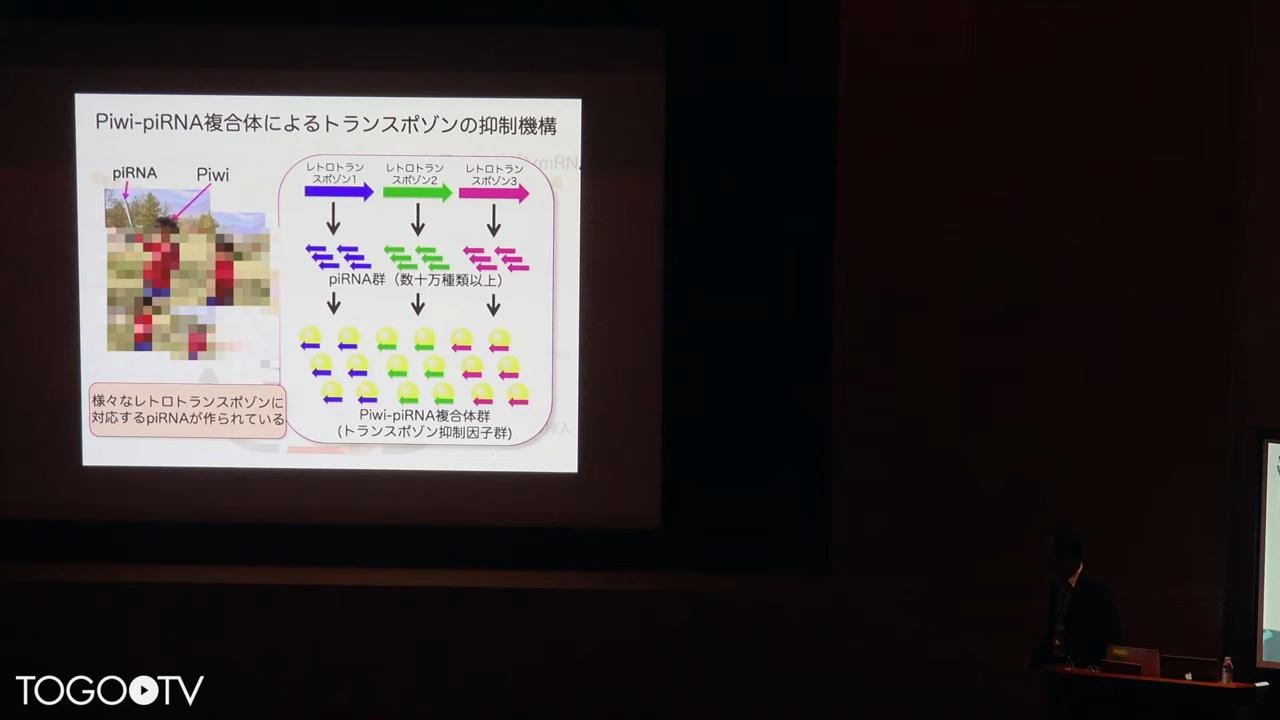 Piwi-piRNA複合体によるトランスポゾンの抑制機構
piRNA
Piwi
レトロトラン
スポゾン1
レトロトラン
スポゾン2
レトロトラン
スポゾン3
piRNA群（数十万種類以上）
Piwi-piRNA複合体群
(トランスポゾン抑制因子群)
様々なレトロトランスポゾンに
対応するpiRNAが作られている
mRN
挿入
TOGOTV